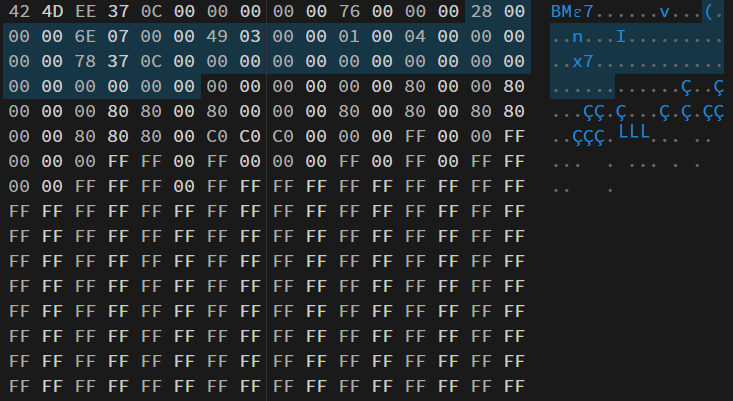 42 4D EE 37 0C 00 00 00 00 00 76 00 00 00 28 00 BMε7......v...(.
00 00 6E 07 00 00 49 03 00 00 01 00 04 00 00 00 ..n...I.........
00 00 78 37 0C 00 00 00 00 00 00 00 00 00 00 00 ..x7............
00 00 00 00 00 00 00 00 00 00 00 00 80 00 00 80 ............Ç..Ç
00 00 00 80 80 00 80 00 00 00 80 00 80 00 80 80 ...ÇÇ.Ç...Ç.Ç.ÇÇ
00 00 80 80 80 00 C0 C0 C0 00 00 00 FF 00 00 FF ..ÇÇÇ.└└└... ..
00 00 00 FF FF 00 FF 00 00 00 FF 00 FF 00 FF FF ...  . ... . .
00 00 FF FF FF 00 FF FF FF FF FF FF FF FF FF FF ..   .
FF FF FF FF FF FF FF FF FF FF FF FF FF FF FF FF
FF FF FF FF FF FF FF FF FF FF FF FF FF FF FF FF
FF FF FF FF FF FF FF FF FF FF FF FF FF FF FF FF
FF FF FF FF FF FF FF FF FF FF FF FF FF FF FF FF
FF FF FF FF FF FF FF FF FF FF FF FF FF FF FF FF
FF FF FF FF FF FF FF FF FF FF FF FF FF FF FF FF
FF FF FF FF FF FF FF FF FF FF FF FF FF FF FF FF
FF FF FF FF FF FF FF FF FF FF FF FF FF FF FF FF